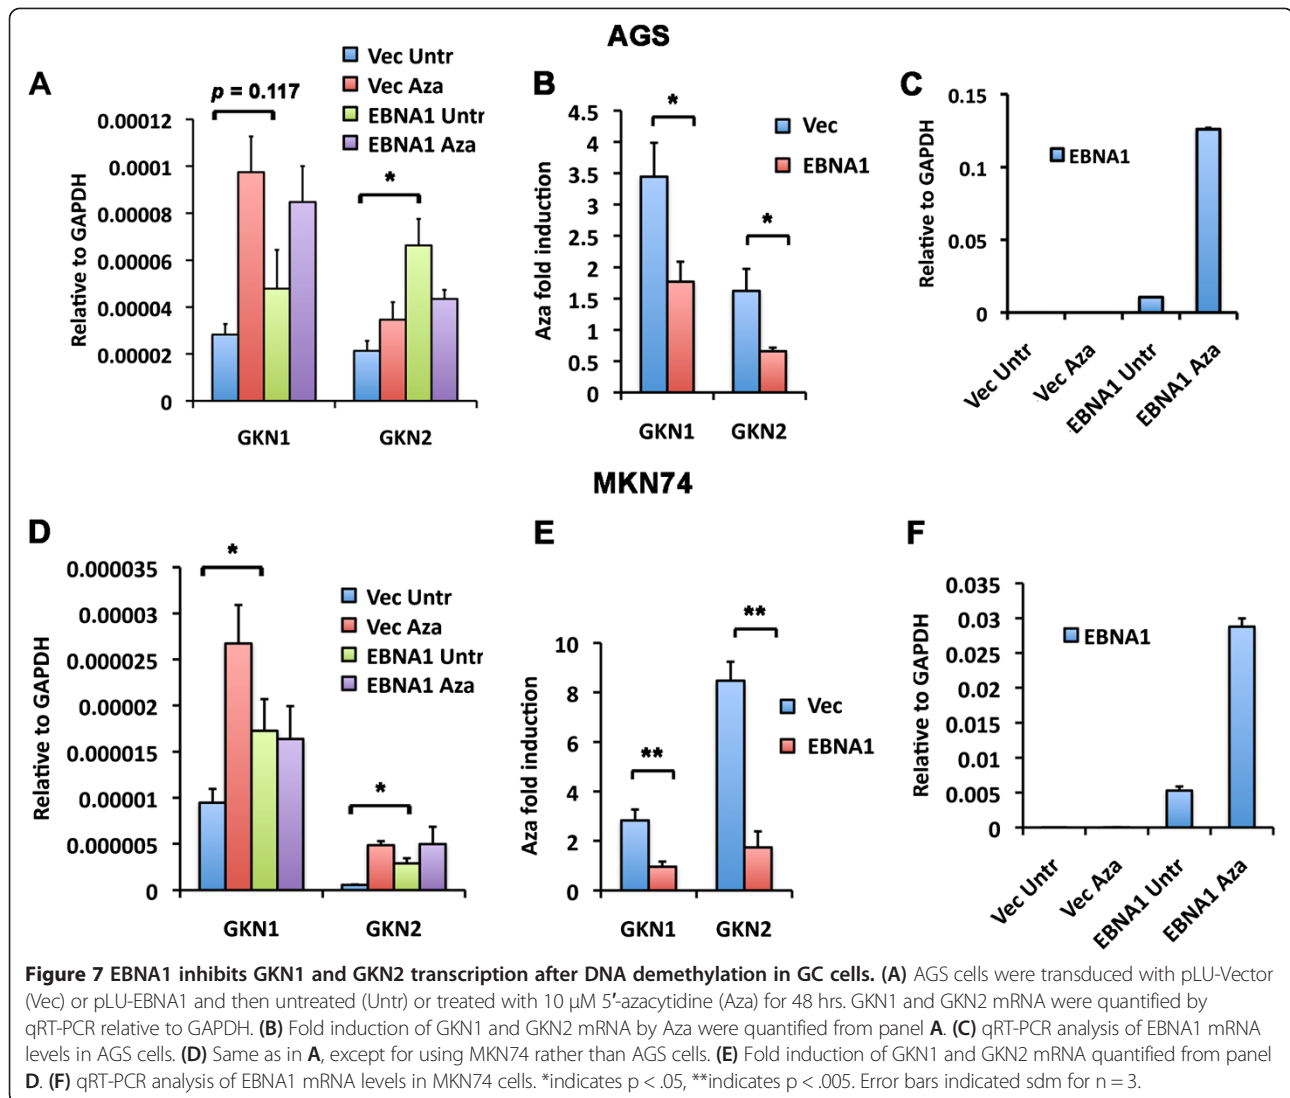 AGS
A
p = 0.117
Vec Untr
Vec Aza
EBNA1 Untr
EBNA1 Aza
*
Relative to GAPDH
0.00012
0.0001
0.00008
0.00006
0.00004
0.00002
0
GKN1
GKN2
B
*
*
Vec
EBNA1
Aza fold induction
4.5
4
3.5
3
2.5
2
1.5
1
0.5
0
GKN1
GKN2
C
EBNA1
Relative to GAPDH
0.15
0.1
0.05
0
Vec Untr
Vec Aza
EBNA1 Untr
EBNA1 Aza
MKN74
D
*
*
Vec Untr
Vec Aza
EBNA1 Untr
EBNA1 Aza
Relative to GAPDH
0.000035
0.00003
0.000025
0.00002
0.000015
0.00001
0.000005
0
GKN1
GKN2
E
**
**
Vec
EBNA1
Aza fold induction
10
8
6
4
2
0
GKN1
GKN2
F
EBNA1
Relative to GAPDH
0.035
0.03
0.025
0.02
0.015
0.01
0.005
0
Vec Untr
Vec Aza
EBNA1 Untr
EBNA1 Aza
Figure 7 EBNA1 inhibits GKN1 and GKN2 transcription after DNA demethylation in GC cells. (A) AGS cells were transduced with pLU-Vector
(Vec) or pLU-EBNA1 and then untreated (Untr) or treated with 10 μM 5′-azacytidine (Aza) for 48 hrs. GKN1 and GKN2 mRNA were quantified by
qRT-PCR relative to GAPDH. (B) Fold induction of GKN1 and GKN2 mRNA by Aza were quantified from panel A. (C) qRT-PCR analysis of EBNA1 mRNA
levels in AGS cells. (D) Same as in A, except for using MKN74 rather than AGS cells. (E) Fold induction of GKN1 and GKN2 mRNA quantified from panel
D. (F) qRT-PCR analysis of EBNA1 mRNA levels in MKN74 cells. *indicates p < .05, **indicates p < .005. Error bars indicated sdm for n = 3.